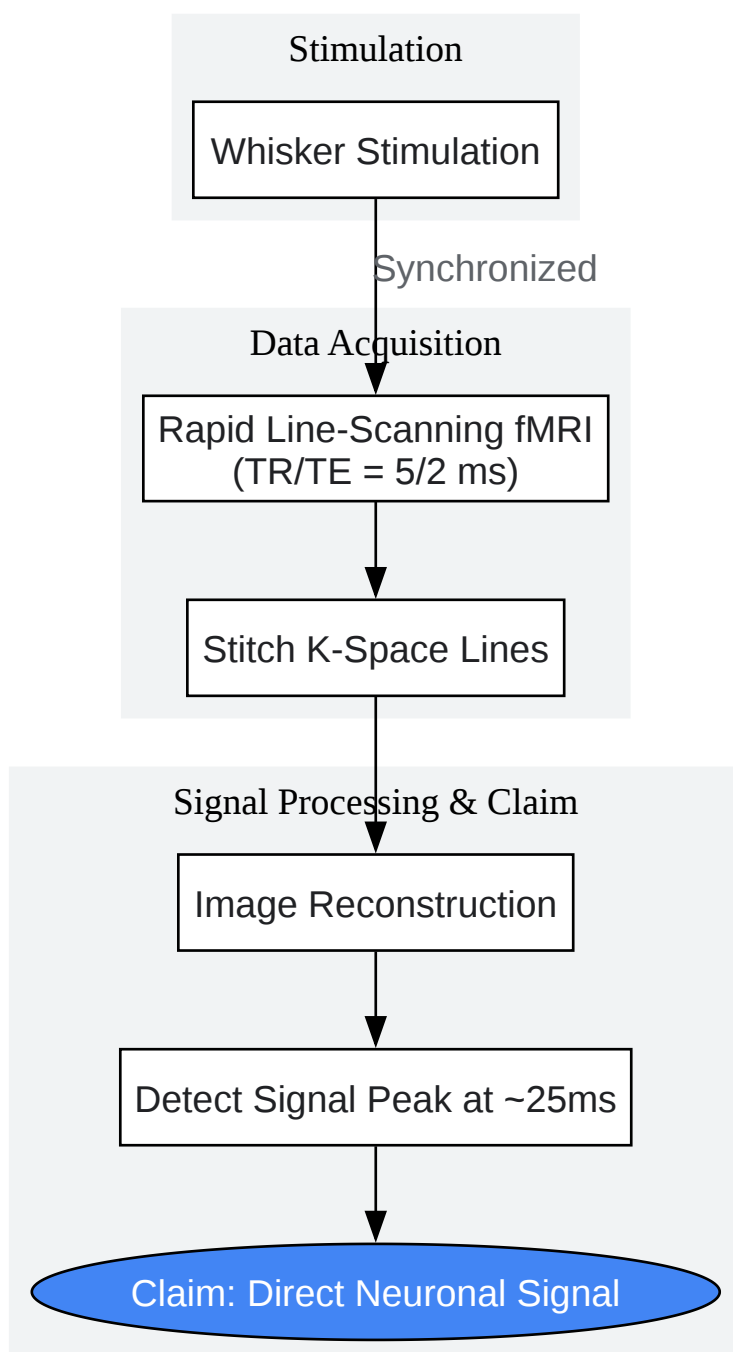 Stimulation
Whisker Stimulation
Synchronized
Data Acquisition
Rapid Line-Scanning fMRI
(TR/TE = 5/2 ms)
Stitch K-Space Lines
Signal Processing & Claim
Image Reconstruction
Detect Signal Peak at ~25ms
Claim: Direct Neuronal Signal